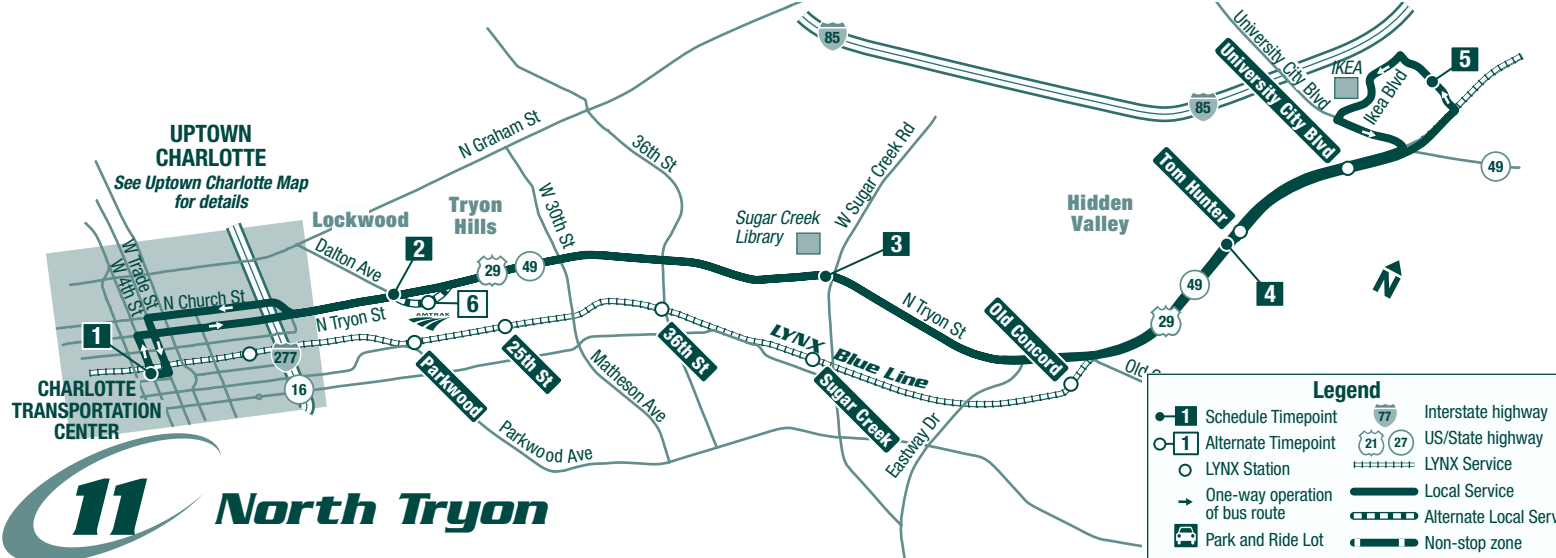 85
University City Blvd
University City Blvd
IKEA
Ikea Blvd
5
85
49
UPTOWN
CHARLOTTE
See Uptown Charlotte Map
for details
N Graham St
36th St
W Sugar Creek Rd
Tom Hunter
Lockwood
Tryon
Hills
W 30th St
Sugar Creek
Library
Hidden
Valley
Dalton Ave
2
3
4
29
49
W Trade St
W 4th St
N Church St
N Tryon St
6
AMTRAK
N Tryon St
Old Concord
49
29
N
1
277
16
CHARLOTTE
TRANSPORTATION
CENTER
Parkwood
25th St
36th St
LYNX Blue Line
Sugar Creek
Matheson Ave
Parkwood Ave
Eastway Dr
Old
11 North Tryon
Legend
1 Schedule Timepoint
1 Alternate Timepoint
LYNX Station
One-way operation
of bus route
Park and Ride Lot
77 Interstate highway
21 27 US/State highway
LYNX Service
Local Service
Alternate Local Serv
Non-stop zone